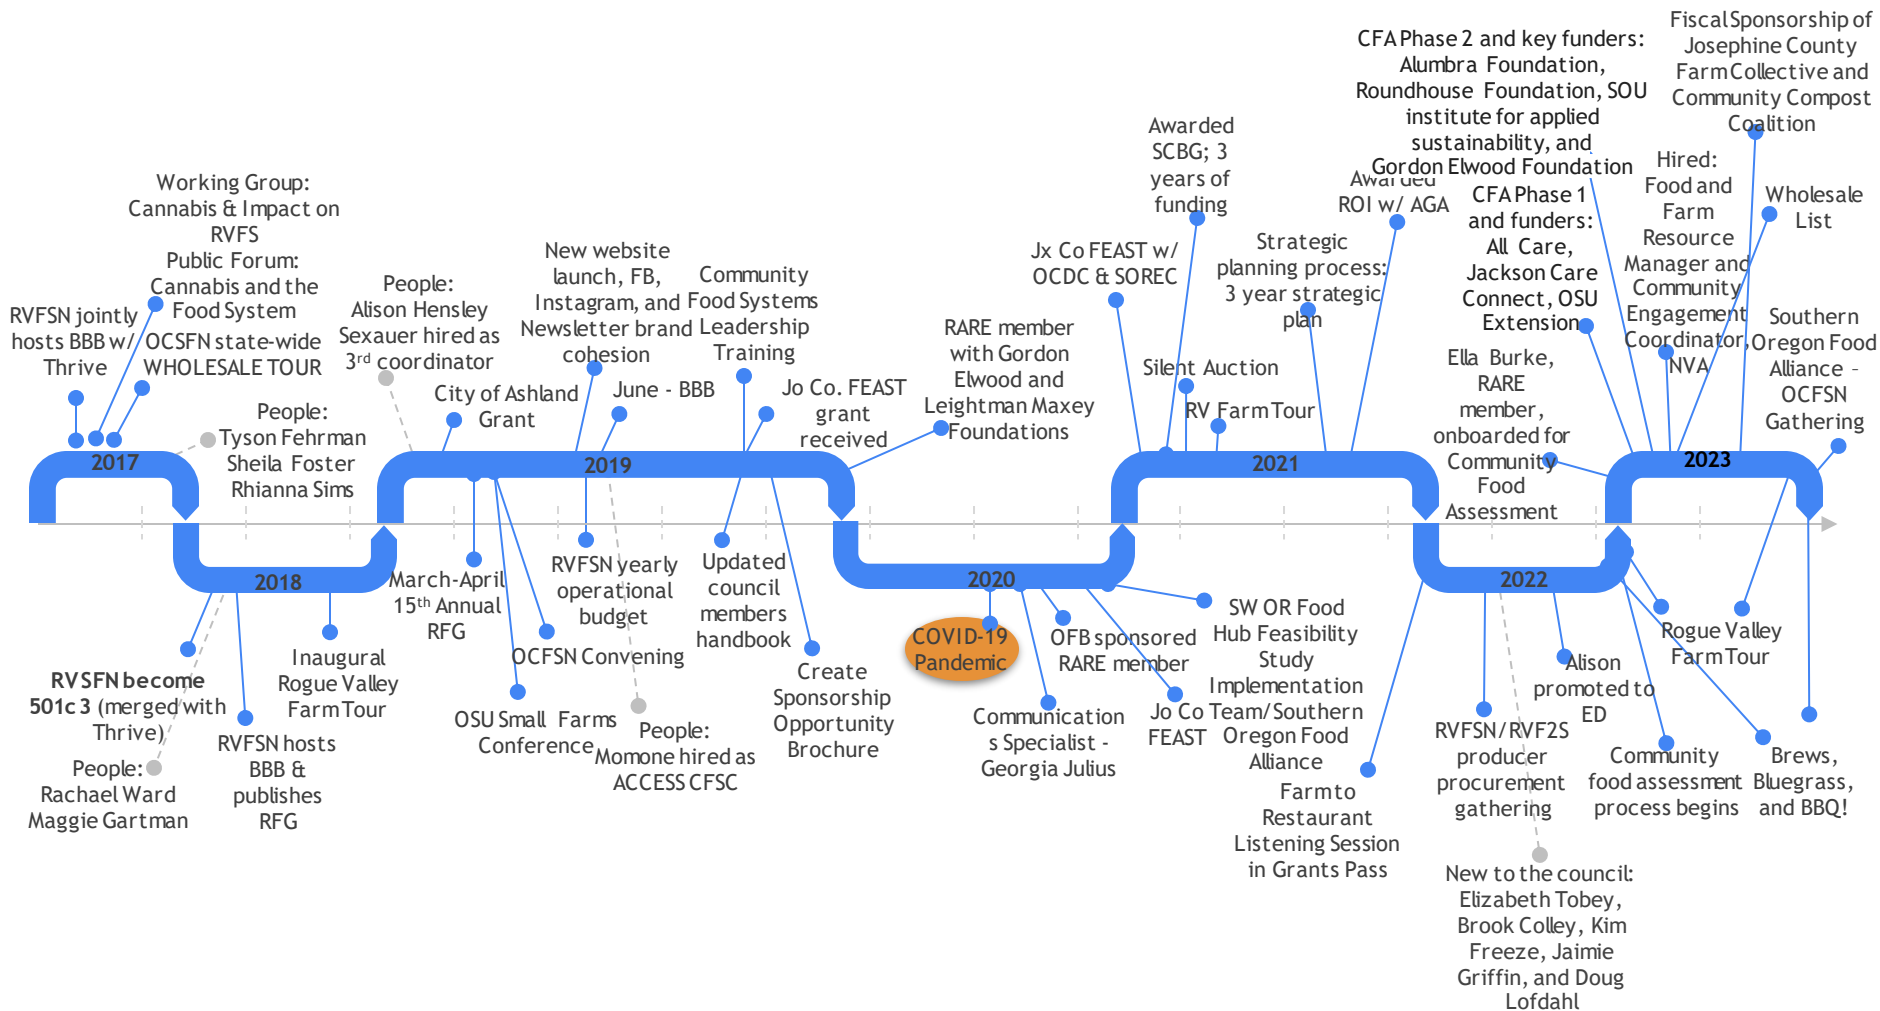 RVFSN jointly
hosts BBB w/
Thrive
Working Group:
Cannabis & Impact on
RVFS
Public Forum:
Cannabis and the
Food System
OCSFN state-wide
WHOLESALE TOUR
People:
Tyson Fehrman
Sheila Foster
Rhianna Sims
2017
RVSFN become
501c3 (merged with
Thrive)
People:
Rachael Ward
Maggie Gartman
RVFSN hosts
BBB &
publishes
RFG
Inaugural
Rogue Valley
Farm Tour
2018
People:
Alison Hensley
Sexauer hired as
3rd coordinator
City of Ashland
Grant
New website
launch, FB,
Instagram, and
Newsletter brand
cohesion
June - BBB
Community
Food Systems
Leadership
Training
Jo Co. FEAST
grant
received
RARE member
with Gordon
Elwood and
Leightman Maxey
Foundations
2019
March-April
15th Annual
RFG
OSU Small Farms
Conference
OCFSN Convening
RVFSN yearly
operational
budget
People:
Momone hired as
ACCESS CFSC
Updated
council
members
handbook
Create
Sponsorship
Opportunity
Brochure
2020
COVID-19
Pandemic
Communication
s Specialist -
Georgia Julius
OFB sponsored
RARE member
Jo Co
FEAST
SW OR Food
Hub Feasibility
Study
Implementation
Team/Southern
Oregon Food
Alliance
Jx Co FEAST w/
OCDC & SOREC
Awarded
SCBG; 3
years of
funding
Silent Auction
RV Farm Tour
Strategic
planning process:
3 year strategic
plan
Awarded
ROI w/ AGA
2021
Farm to
Restaurant
Listening Session
in Grants Pass
RVFSN/RVF2S
producer
procurement
gathering
Alison
promoted to
ED
New to the council:
Elizabeth Tobey,
Brook Colley, Kim
Freeze, Jaimie
Griffin, and Doug
Lofdahl
2022
Community
food assessment
process begins
Ella Burke,
RARE
member,
onboarded for
Community
Food
Assessment
CFA Phase 1
and funders:
All Care,
Jackson Care
Connect, OSU
Extension
CFA Phase 2 and key funders:
Alumbra Foundation,
Roundhouse Foundation, SOU
institute for applied
sustainability, and
Gordon Elwood Foundation
Hired:
Food and
Farm
Resource
Manager and
Community
Engagement
Coordinator,
NVA
Fiscal Sponsorship of
Josephine County
Farm Collective and
Community Compost
Coalition
Wholesale
List
Southern
Oregon Food
Alliance -
OCFSN
Gathering
2023
Rogue Valley
Farm Tour
Brews,
Bluegrass,
and BBQ!